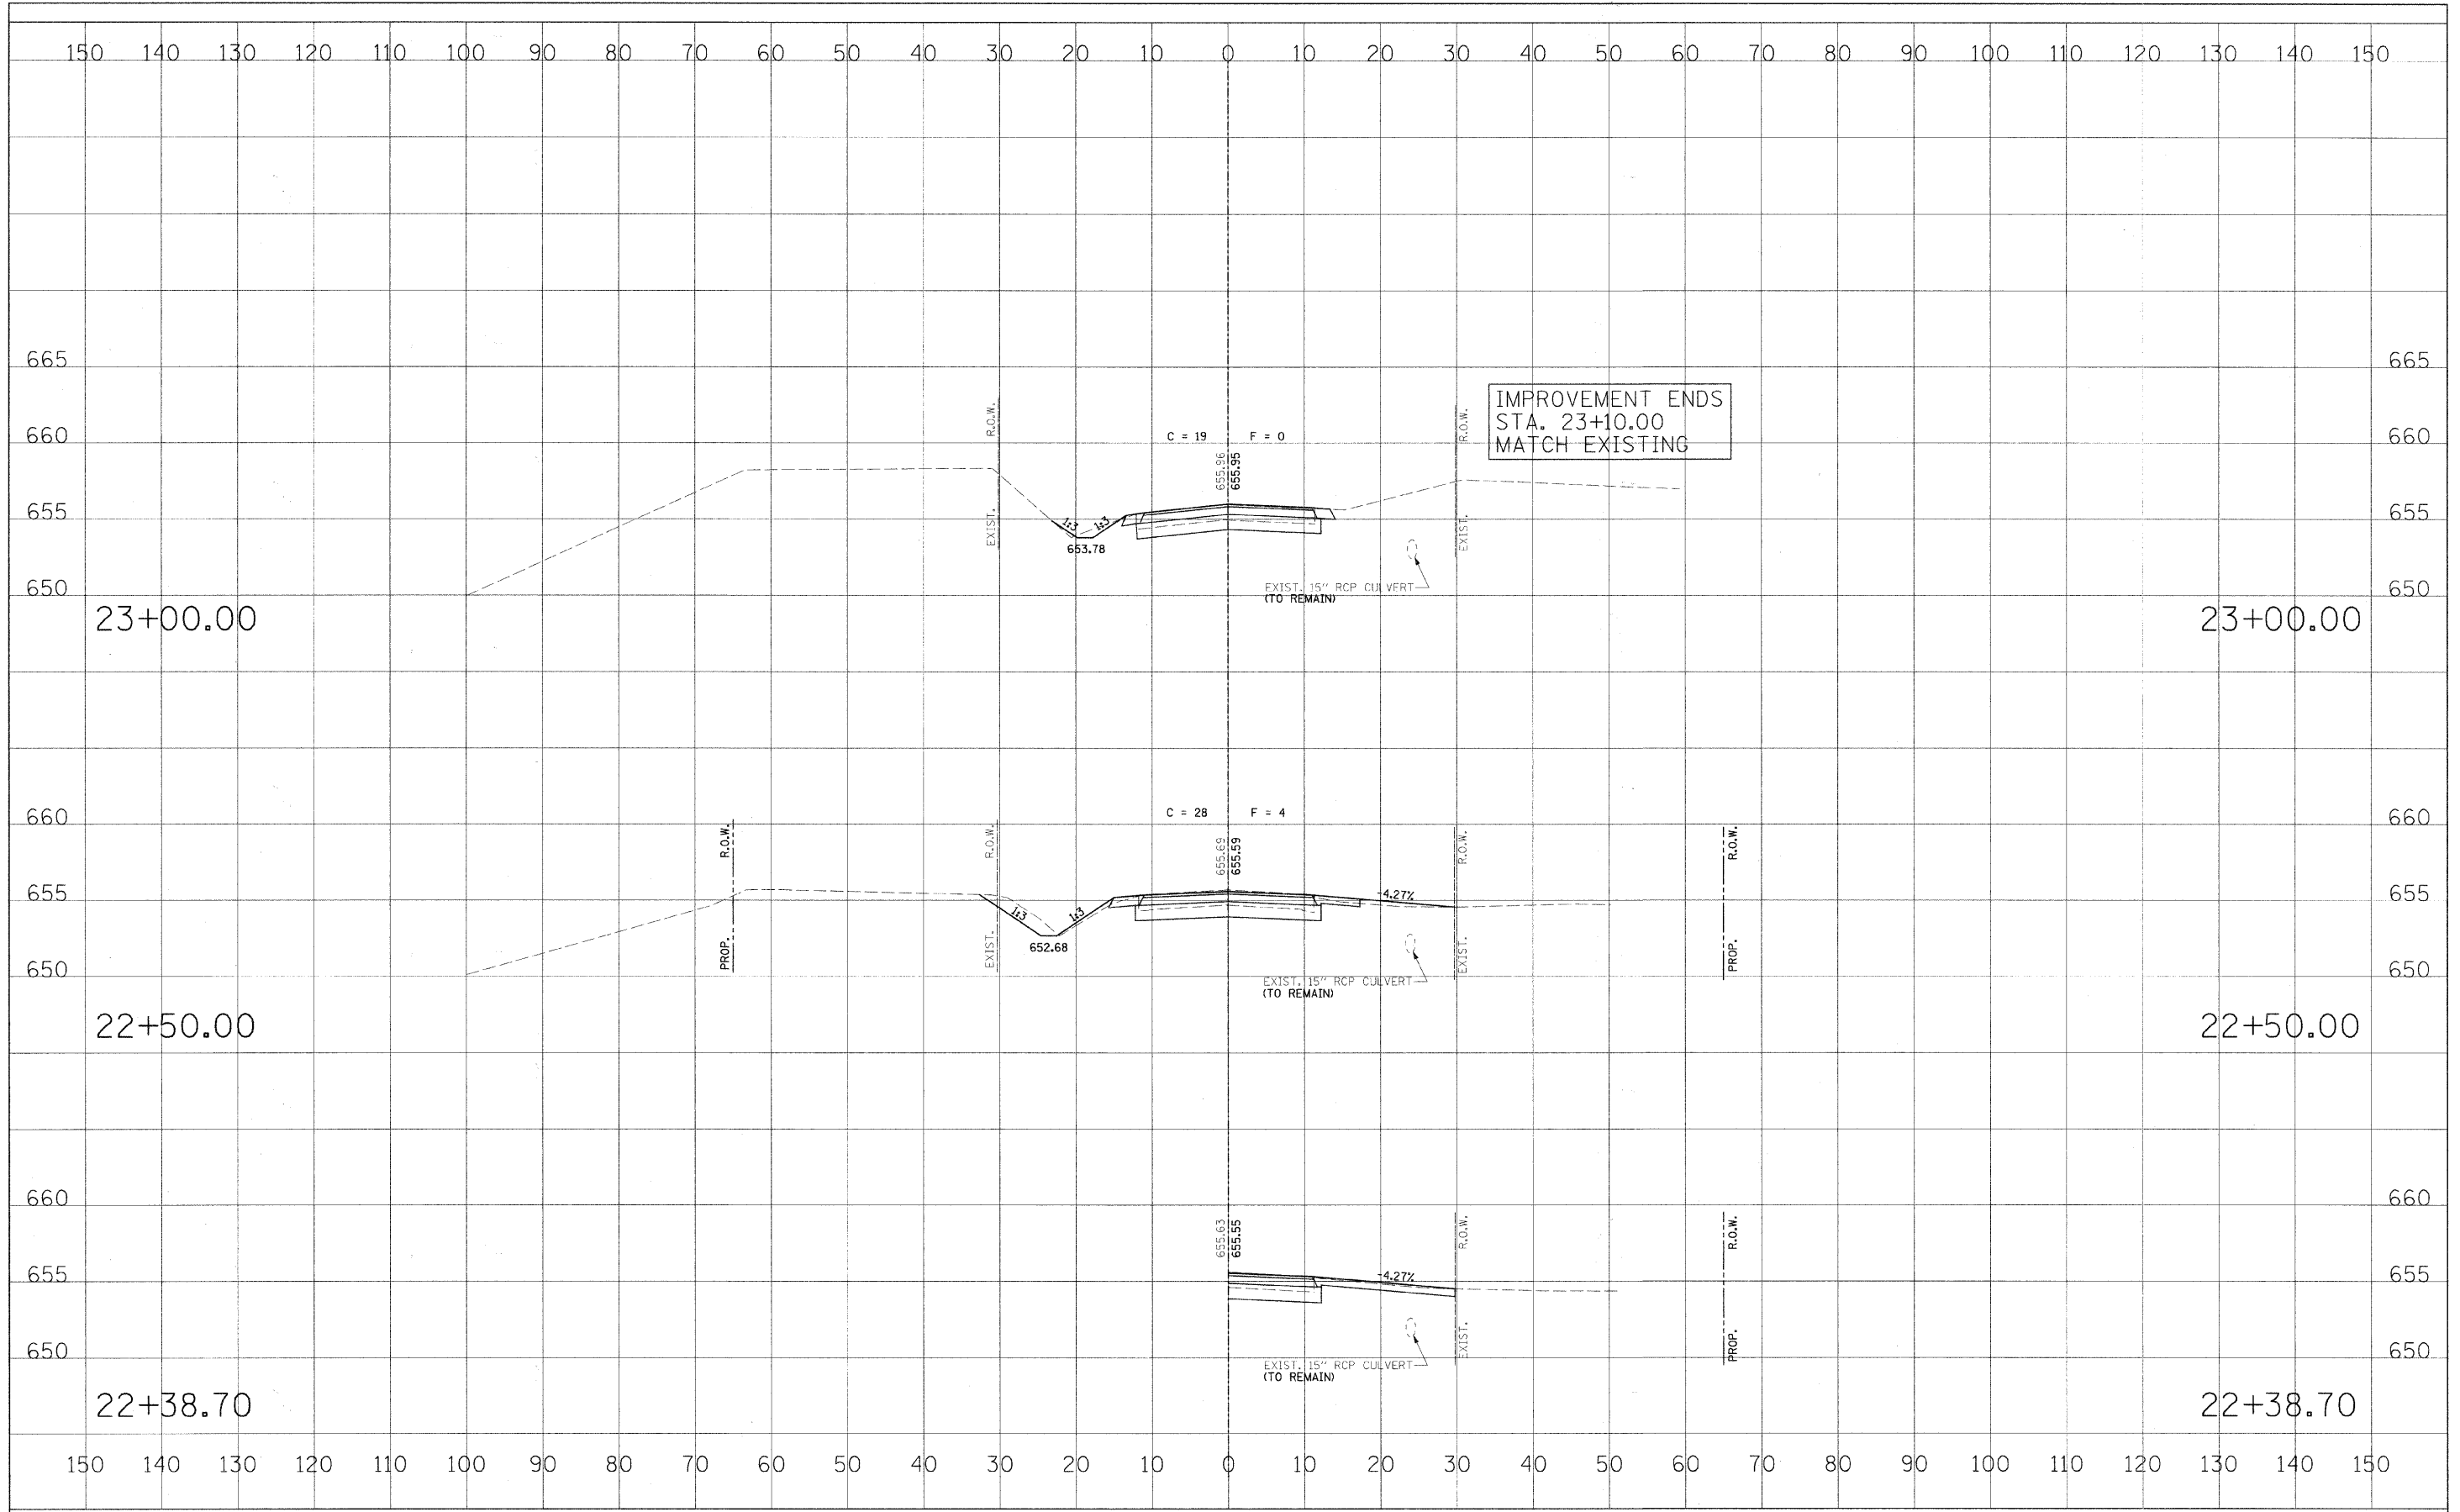 150 140 130 120 110 100 90 80 70 60 50 40 30 20 10 0 10 20 30 40 50 60 70 80 90 100 110 120 130 140 150
665 665
IMPROVEMENT ENDS
STA. 23+10.00
MATCH EXISTING
R.O.W. R.O.W.
660 C = 19 F = 0 660
655.96 655.95
655 1:3 1:3 655
EXIST. EXIST.
653.78
EXIST. 15" RCP CULVERT
(TO REMAIN)
650 650
23+00.00 23+00.00
660 C = 28 F = 4 660
R.O.W. R.O.W. 655.69 655.59 R.O.W. R.O.W.
655 1:3 1:3 -4.27% 655
PROP. EXIST. 652.68 EXIST. PROP.
650 650
EXIST. 15" RCP CULVERT
(TO REMAIN)
22+50.00 22+50.00
660 660
655.63 655.55 R.O.W. R.O.W.
655 -4.27% 655
EXIST. PROP.
650 650
EXIST. 15" RCP CULVERT
(TO REMAIN)
22+38.70 22+38.70
150 140 130 120 110 100 90 80 70 60 50 40 30 20 10 0 10 20 30 40 50 60 70 80 90 100 110 120 130 140 150